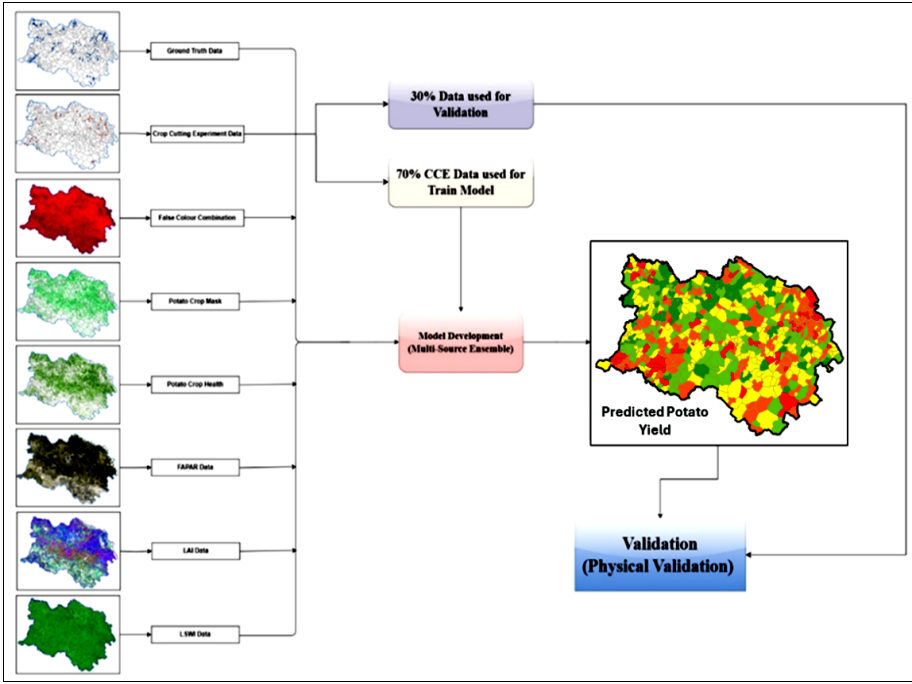 Ground Truth Data
Crop Cutting Experiment Data
False Colour Combination
Potato Crop Mask
Potato Crop Health
FAPAR Data
LAI Data
LSWI Data
30% Data used for
Validation
70% CCE Data used for
Train Model
Model Development
(Multi-Source Ensemble)
Predicted Potato
Yield
Validation
(Physical Validation)